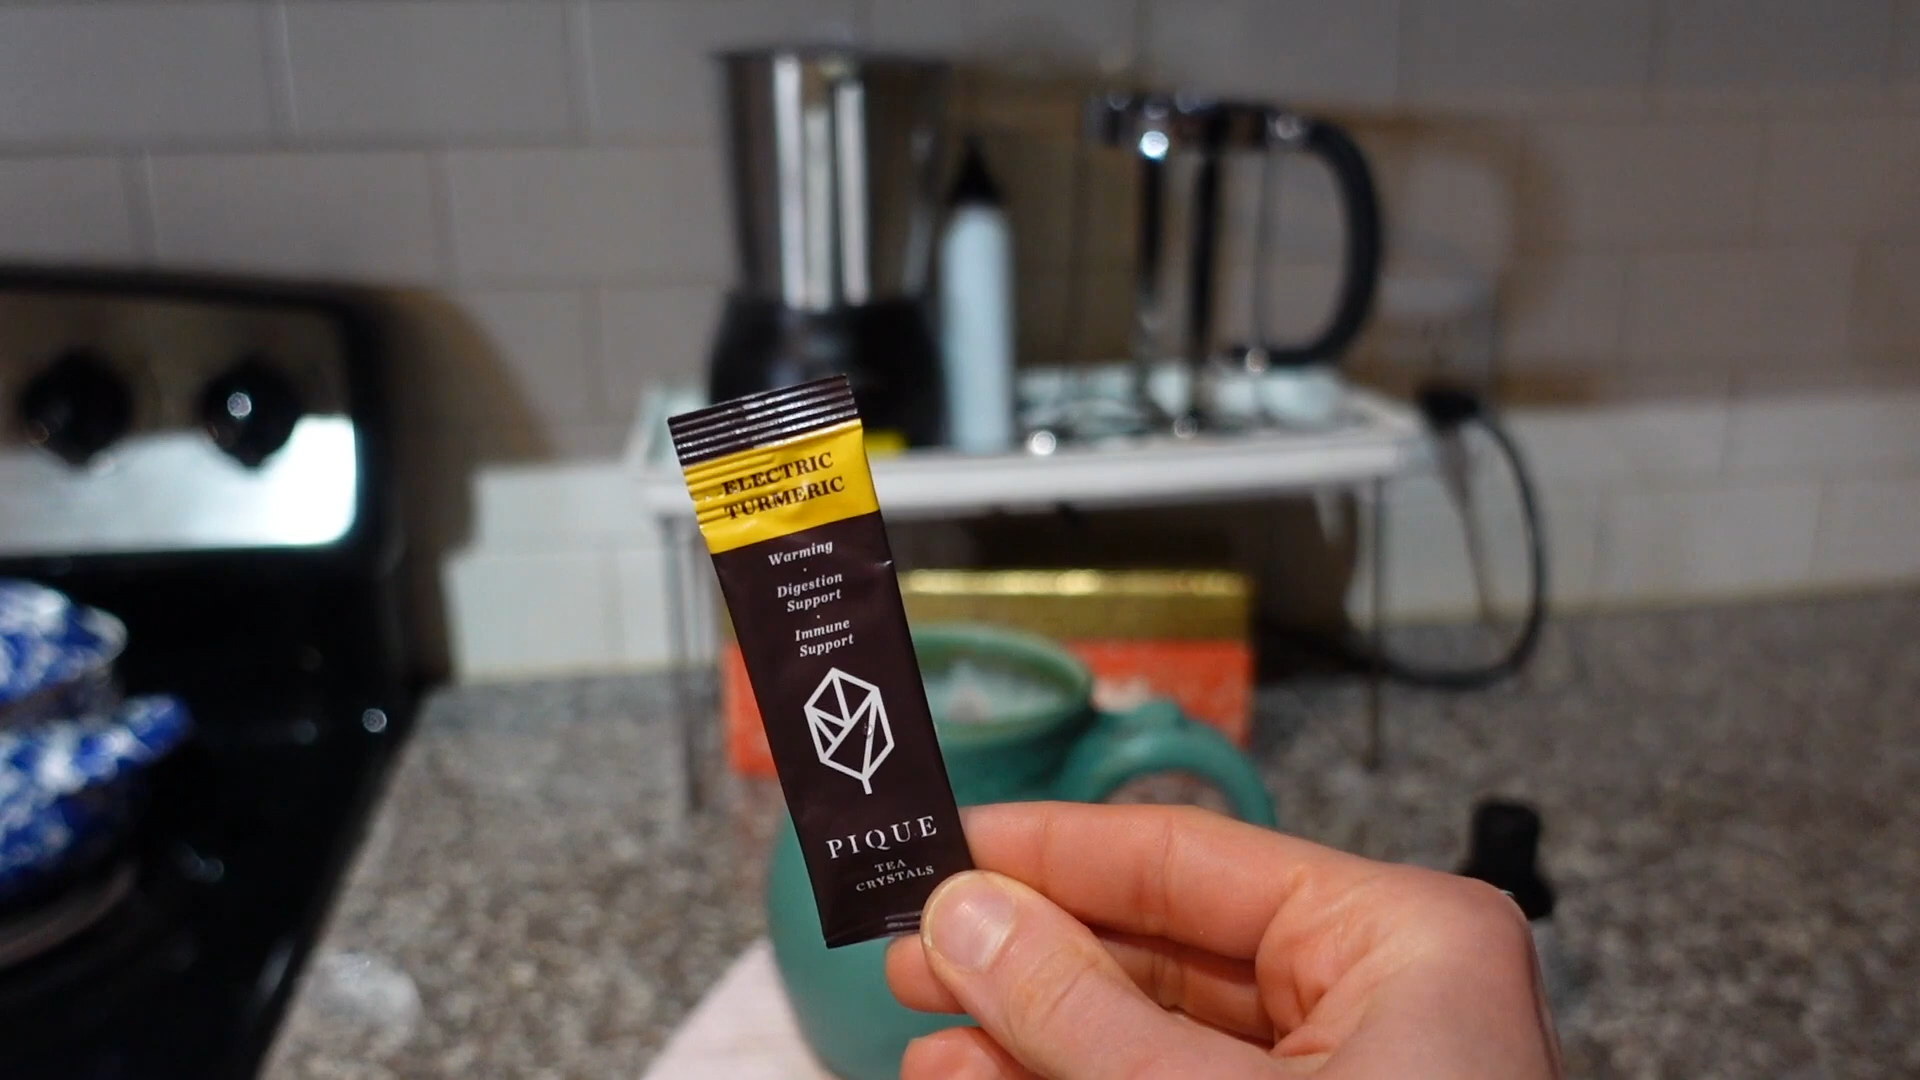 ELECTRIC
TURMERIC
Warming
·
Digestion
Support
·
Immune
Support
PIQUE
TEA
CRYSTALS